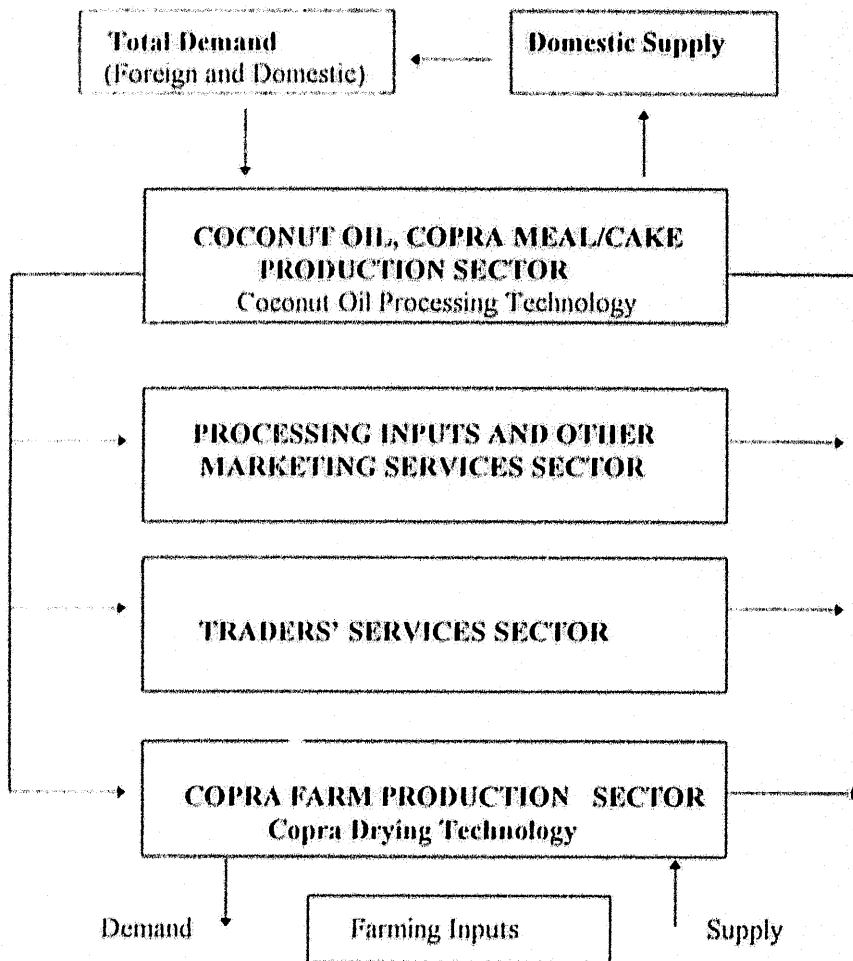 Total Demand
(Foreign and Domestic)
Domestic Supply
COCONUT OIL, COPRA MEAL/CAKE
PRODUCTION SECTOR
Coconut Oil Processing Technology
PROCESSING INPUTS AND OTHER
MARKETING SERVICES SECTOR
TRADERS' SERVICES SECTOR
COPRA FARM PRODUCTION SECTOR
Copra Drying Technology
Demand
Farming Inputs
Supply